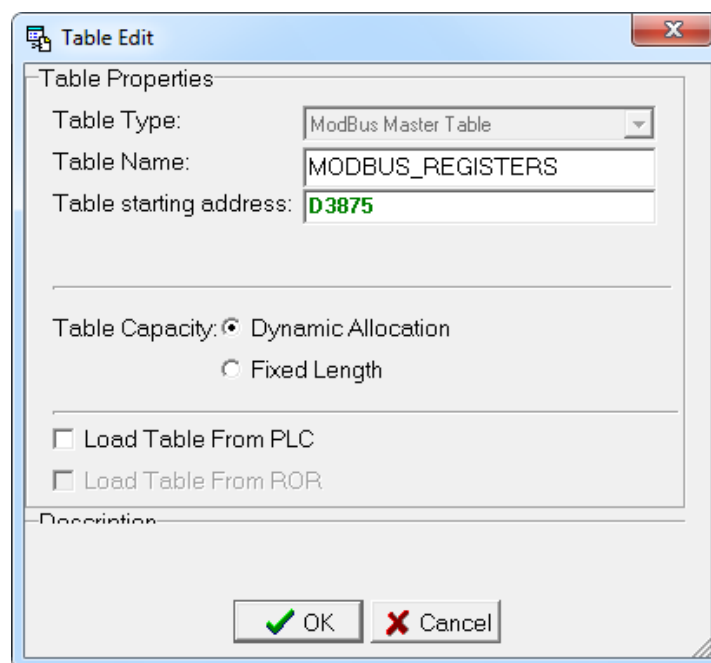 Table Edit
Table Properties
Table Type: ModBus Master Table
Table Name: MODBUS_REGISTERS
Table starting address: D3875
Table Capacity: Dynamic Allocation
Fixed Length
Load Table From PLC
Load Table From ROR
Description
OK Cancel